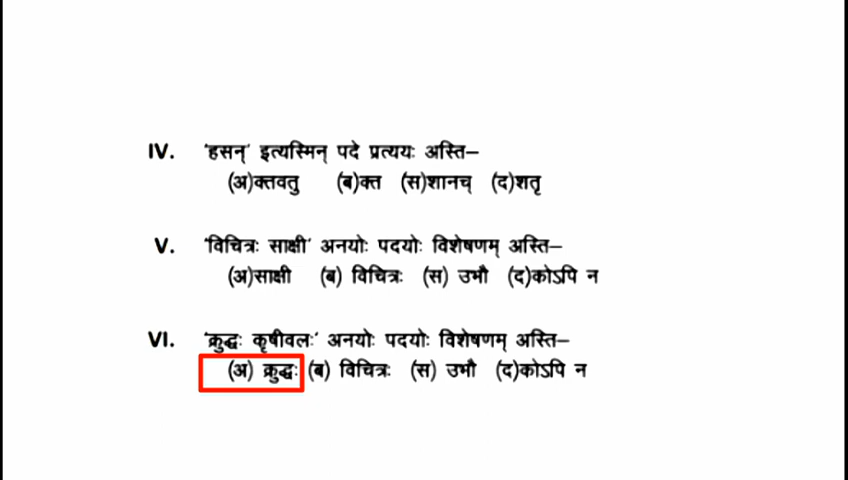 IV. 'हसन्' इत्यस्मिन् पदे प्रत्ययः अस्ति–
(अ)क्तवतु (ब)क्त (स)शानच् (द)शतृ
V. 'विचित्रः साक्षी' अनयोः पदयोः विशेषणम् अस्ति–
(अ)साक्षी (ब) विचित्रः (स) उभौ (द)कोऽपि न
VI. 'क्रुद्धः कृषीवलः' अनयोः पदयोः विशेषणम् अस्ति–
(अ) क्रुद्धः (ब) विचित्रः (स) उभौ (द)कोऽपि न